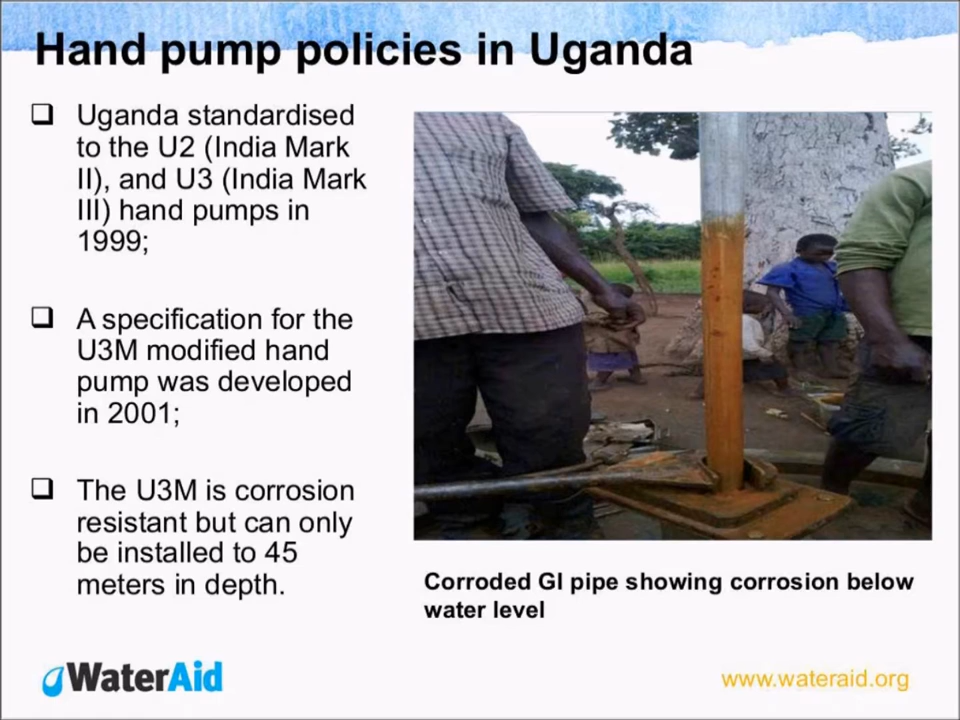 Hand pump policies in Uganda
Uganda standardised
to the U2 (India Mark
II), and U3 (India Mark
III) hand pumps in
1999;
A specification for the
U3M modified hand
pump was developed
in 2001;
The U3M is corrosion
resistant but can only
be installed to 45
meters in depth.
Corroded GI pipe showing corrosion below
water level
WaterAid
www.wateraid.org